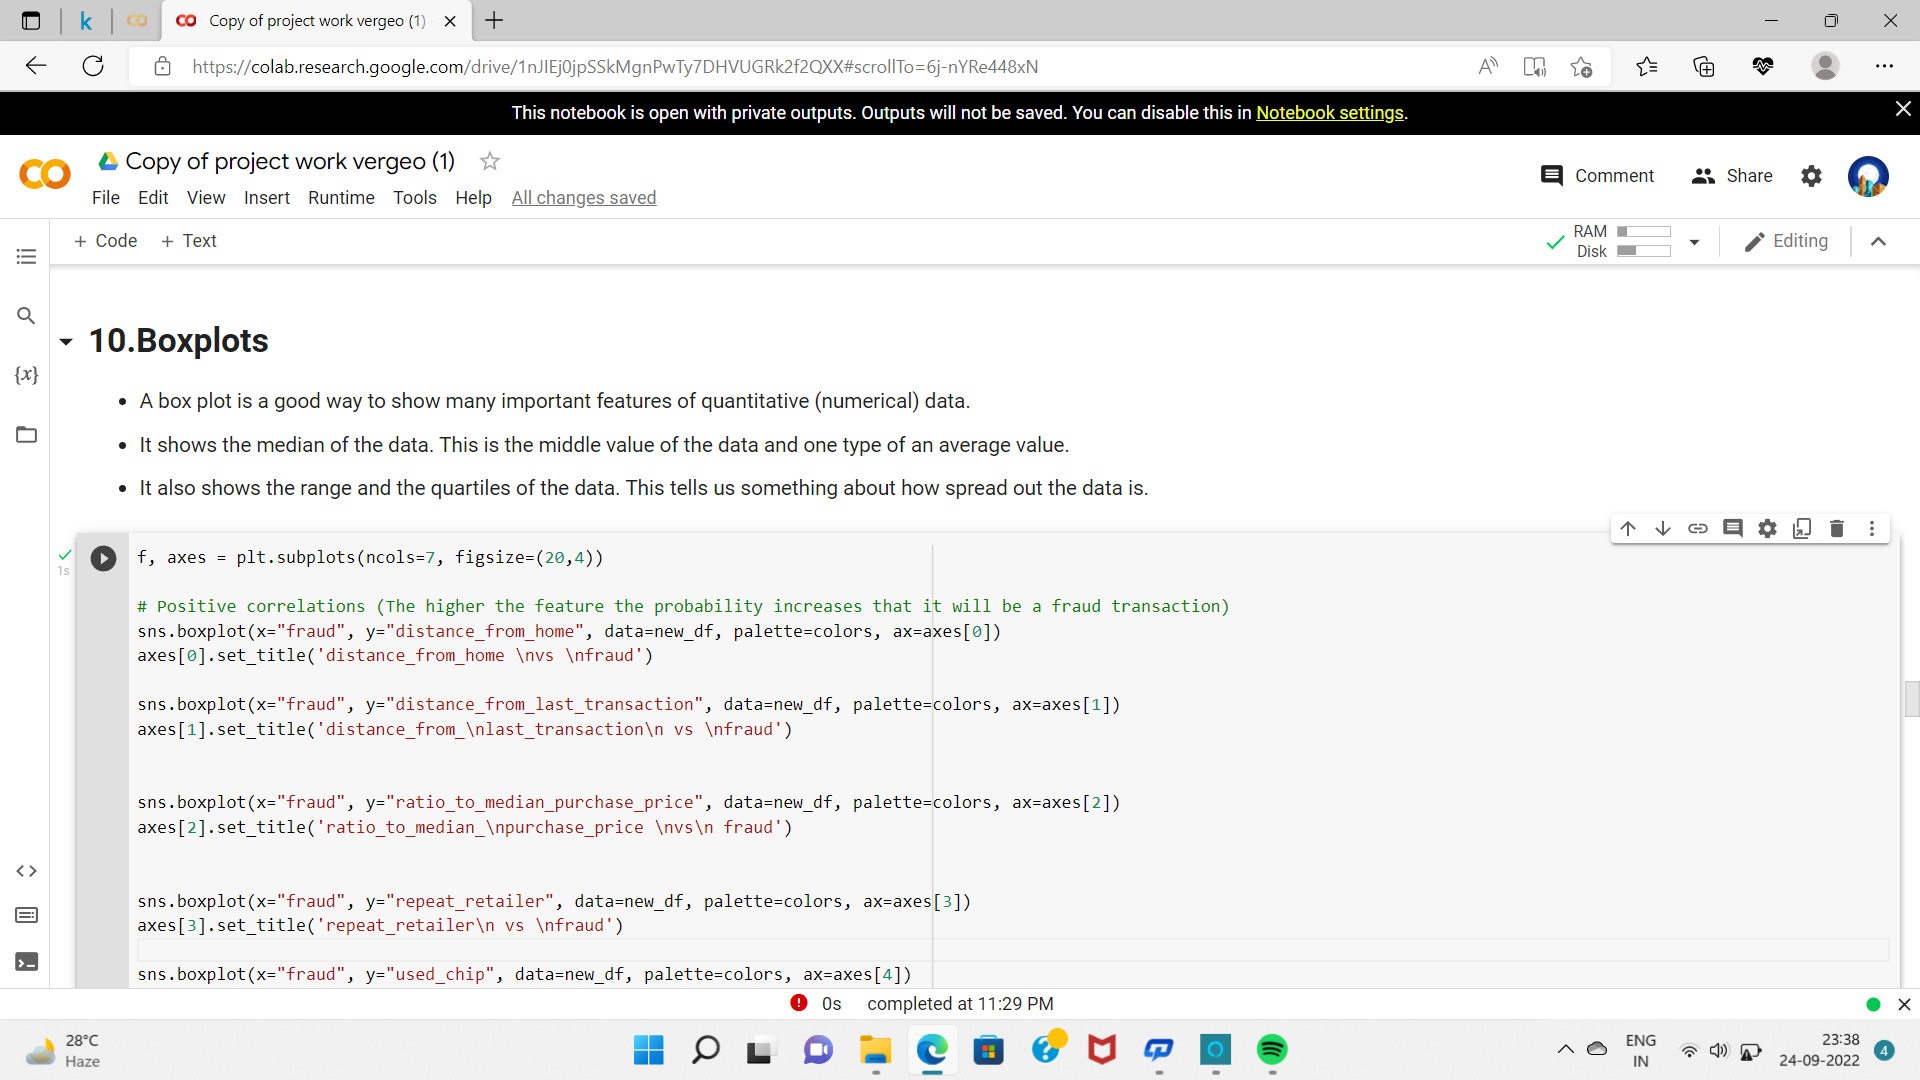 Copy of project work vergeo (1)
https://colab.research.google.com/drive/1nJIEj0jpSSkMgnPwTy7DHVUGRk2f2QXX#scrollTo=6j-nYRe448xN
This notebook is open with private outputs. Outputs will not be saved. You can disable this in Notebook settings.
Copy of project work vergeo (1)
File Edit View Insert Runtime Tools Help All changes saved
Comment Share
+ Code + Text
RAM
Disk
Editing
10.Boxplots
• A box plot is a good way to show many important features of quantitative (numerical) data.
• It shows the median of the data. This is the middle value of the data and one type of an average value.
• It also shows the range and the quartiles of the data. This tells us something about how spread out the data is.
1s
f, axes = plt.subplots(ncols=7, figsize=(20,4))
# Positive correlations (The higher the feature the probability increases that it will be a fraud transaction)
sns.boxplot(x="fraud", y="distance_from_home", data=new_df, palette=colors, ax=axes[0])
axes[0].set_title('distance_from_home \nvs \nfraud')
sns.boxplot(x="fraud", y="distance_from_last_transaction", data=new_df, palette=colors, ax=axes[1])
axes[1].set_title('distance_from_\nlast_transaction\n vs \nfraud')
sns.boxplot(x="fraud", y="ratio_to_median_purchase_price", data=new_df, palette=colors, ax=axes[2])
axes[2].set_title('ratio_to_median_\npurchase_price \nvs\n fraud')
sns.boxplot(x="fraud", y="repeat_retailer", data=new_df, palette=colors, ax=axes[3])
axes[3].set_title('repeat_retailer\n vs \nfraud')
sns.boxplot(x="fraud", y="used_chip", data=new_df, palette=colors, ax=axes[4])
0s completed at 11:29 PM
28°C
Haze
ENG
IN
23:38
24-09-2022
4